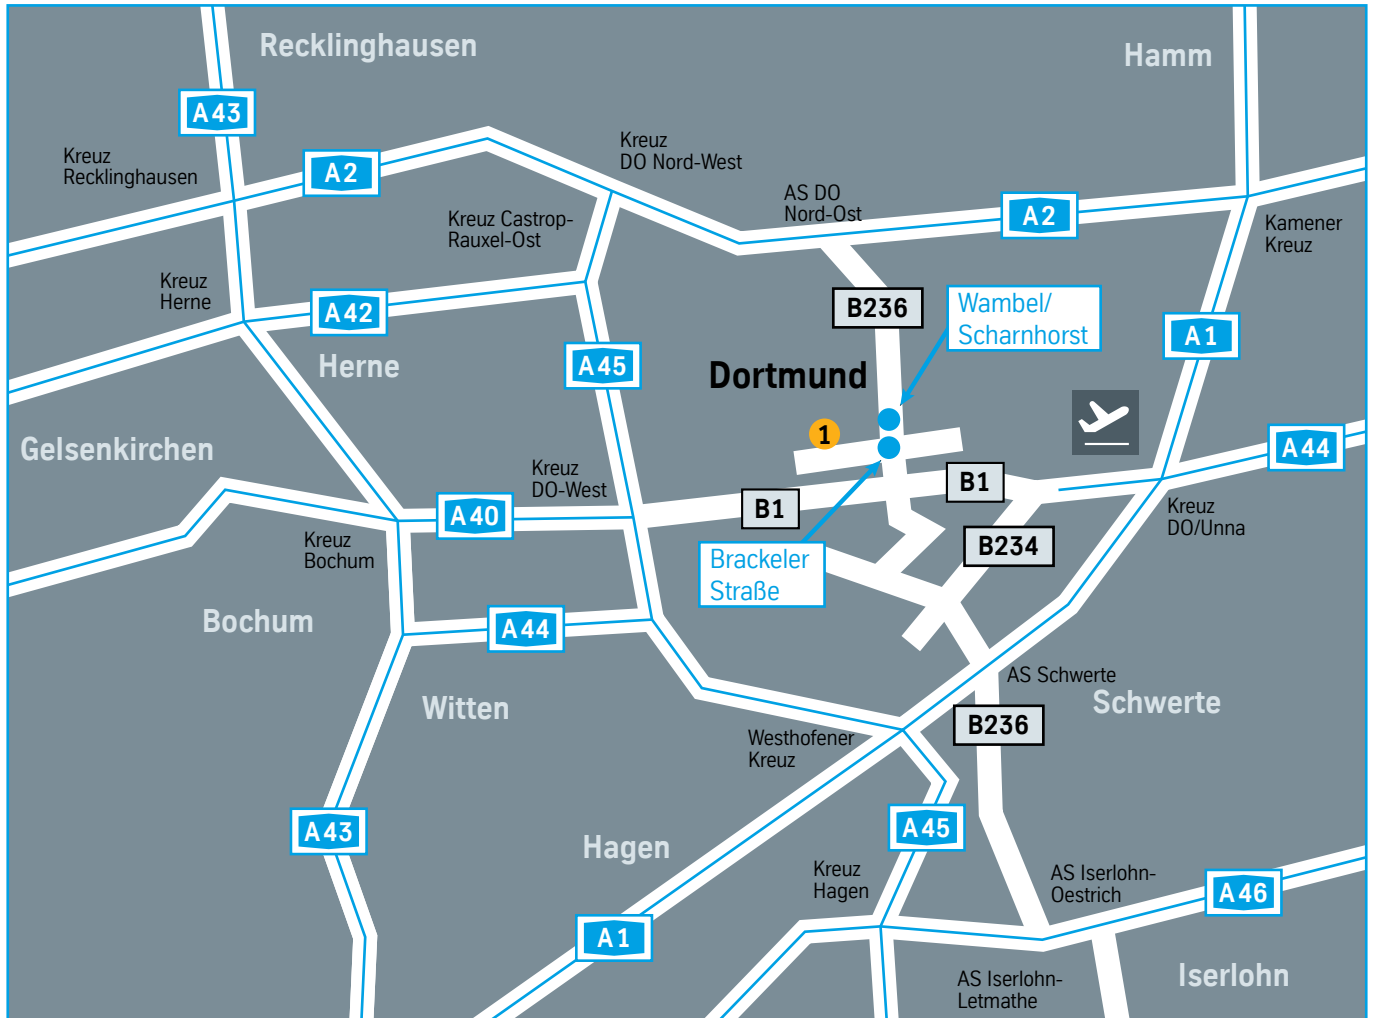 Recklinghausen
Hamm
A43
Kreuz
DO Nord-West
Kreuz
Recklinghausen
A2
AS DO
Nord-Ost
A2
Kreuz Castrop-
Rauxel-Ost
Kamener
Kreuz
Kreuz
Herne
A42
B236
Wambel/
Scharnhorst
A1
Herne
A45
Dortmund
1
Gelsenkirchen
A44
Kreuz
DO-West
B1
B1
A40
Kreuz
DO/Unna
Kreuz
Bochum
B234
Brackeler
Straße
Bochum
A44
AS Schwerte
Witten
Schwerte
B236
Westhofener
Kreuz
A43
A45
Hagen
Kreuz
Hagen
AS Iserlohn-
Oestrich
A46
A1
AS Iserlohn-
Letmathe
Iserlohn